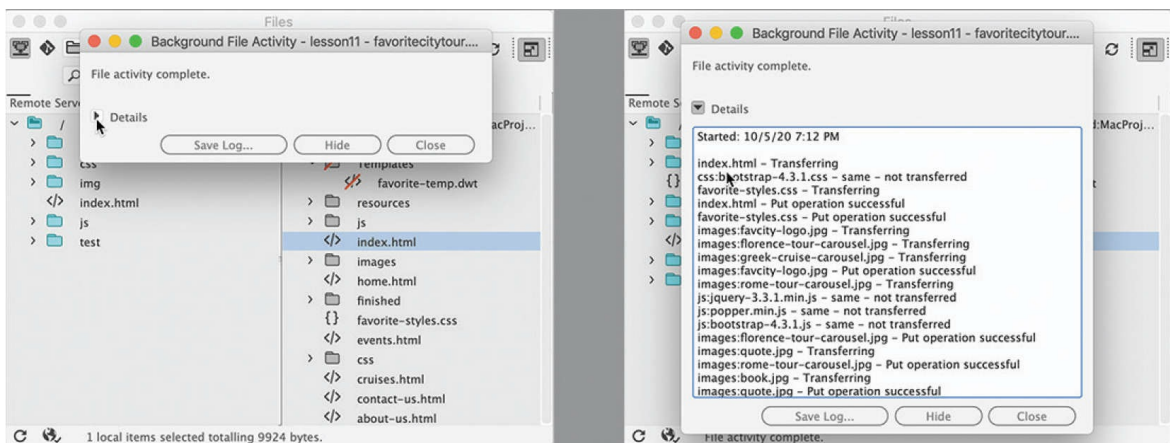 Files
Background File Activity - lesson11 - favoritecitytour....
File activity complete.
Details
Save Log...
Hide
Close
Remote Serv
acProj...
/
css
img
index.html
js
test
Templates
favorite-temp.dwt
resources
js
index.html
images
home.html
finished
favorite-styles.css
events.html
css
cruises.html
contact-us.html
about-us.html
1 local items selected totalling 9924 bytes.
Background File Activity - lesson11 - favoritecitytour....
File activity complete.
Details
Remote S
d:MacProj...
Started: 10/5/20 7:12 PM
index.html - Transferring
css:bootstrap-4.3.1.css - same - not transferred
favorite-styles.css - Transferring
index.html - Put operation successful
favorite-styles.css - Put operation successful
images:favcity-logo.jpg - Transferring
images:florence-tour-carousel.jpg - Transferring
images:greek-cruise-carousel.jpg - Transferring
images:favcity-logo.jpg - Put operation successful
images:rome-tour-carousel.jpg - Transferring
js:jquery-3.3.1.min.js - same - not transferred
js:popper.min.js - same - not transferred
js:bootstrap-4.3.1.js - same - not transferred
images:florence-tour-carousel.jpg - Put operation successful
images:quote.jpg - Transferring
images:rome-tour-carousel.jpg - Put operation successful
images:book.jpg - Transferring
images:quote.jpg - Put operation successful
Save Log...
Hide
Close
File activity complete.